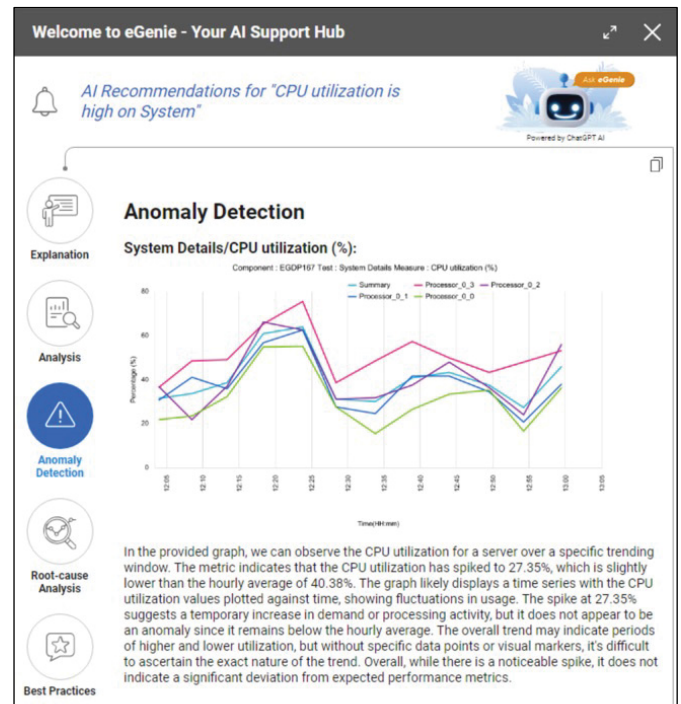 Welcome to eGenie - Your AI Support Hub
AI Recommendations for "CPU utilization is
high on System"
Ask eGenie
Powered by ChatGPT AI
Explanation
Analysis
Anomaly
Detection
Root-cause
Analysis
Best Practices
Anomaly Detection
System Details/CPU utilization (%):
Component : EGDP167 Test : System Details Measure : CPU utilization (%)
Summary Processor_0_3 Processor_0_2
Processor_0_1 Processor_0_0
Percentage (%)
80
60
40
20
0
12:05 12:10 12:15 12:20 12:25 12:30 12:35 12:40 12:45 12:50 12:55 13:00 13:05
Time(HH:mm)
In the provided graph, we can observe the CPU utilization for a server over a specific trending
window. The metric indicates that the CPU utilization has spiked to 27.35%, which is slightly
lower than the hourly average of 40.38%. The graph likely displays a time series with the CPU
utilization values plotted against time, showing fluctuations in usage. The spike at 27.35%
suggests a temporary increase in demand or processing activity, but it does not appear to be
an anomaly since it remains below the hourly average. The overall trend may indicate periods
of higher and lower utilization, but without specific data points or visual markers, it's difficult
to ascertain the exact nature of the trend. Overall, while there is a noticeable spike, it does not
indicate a significant deviation from expected performance metrics.